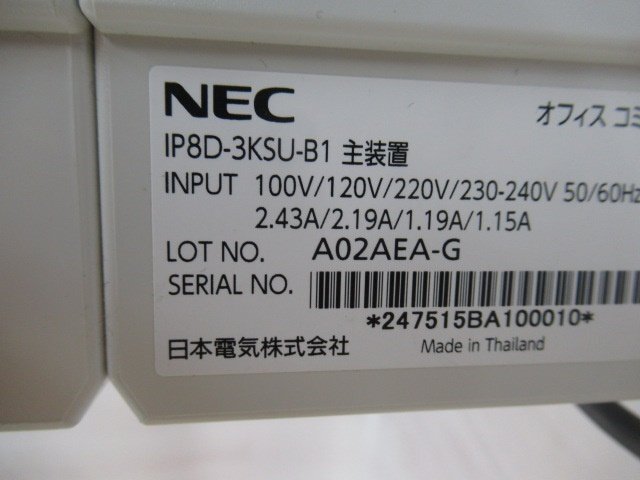 NEC
オフィス コミ
IP8D-3KSU-B1 主装置
INPUT 100V/120V/220V/230-240V 50/60Hz
2.43A/2.19A/1.19A/1.15A
LOT NO. A02AEA-G
SERIAL NO.
*247515BA100010*
日本電気株式会社 Made in Thailand